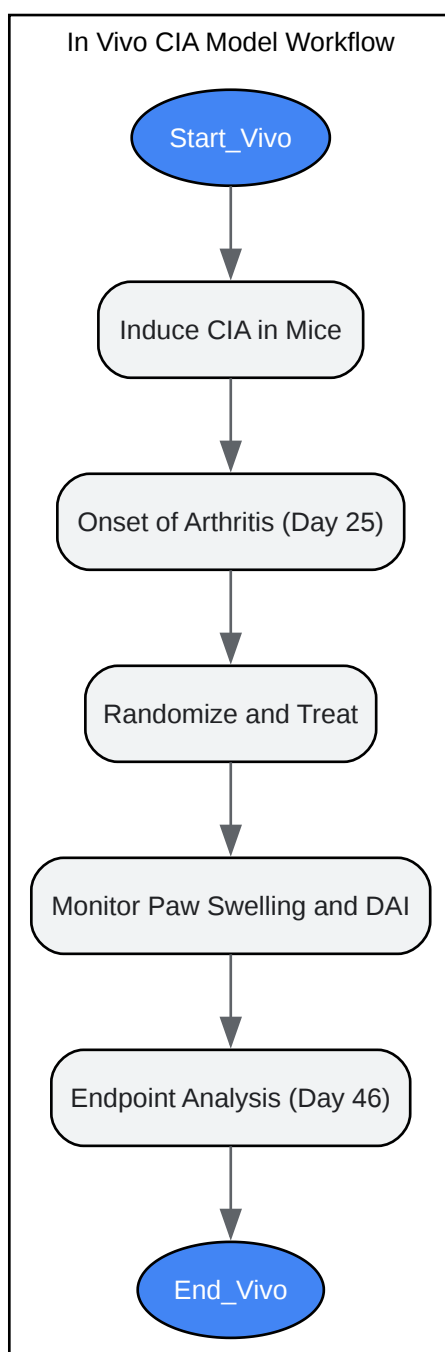 In Vivo CIA Model Workflow
Start_Vivo
Induce CIA in Mice
Onset of Arthritis (Day 25)
Randomize and Treat
Monitor Paw Swelling and DAI
Endpoint Analysis (Day 46)
End_Vivo